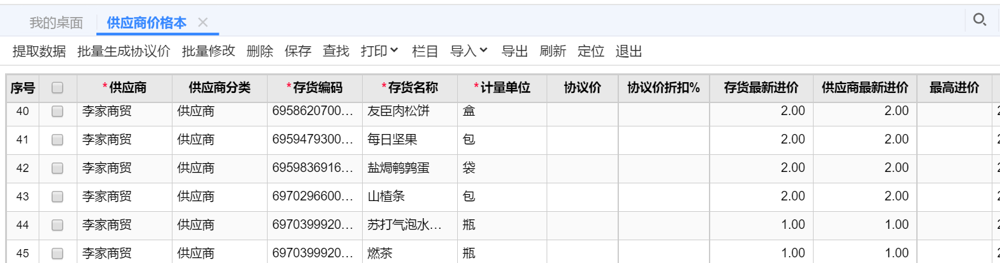 我的桌面 供应商价格本
提取数据 批量生成协议价 批量修改 删除 保存 查找 打印 栏目 导入 导出 刷新 定位 退出
序号 *供应商 供应商分类 *存货编码 *存货名称 *计量单位 协议价 协议价折扣% 存货最新进价 供应商最新进价 最高进价
40 李家商贸 供应商 6958620700... 友臣肉松饼 盒 2.00 2.00 2
41 李家商贸 供应商 6959479300... 每日坚果 包 2.00 2.00 2
42 李家商贸 供应商 6959836916... 盐焗鹌鹑蛋 袋 2.00 2.00 2
43 李家商贸 供应商 6970296600... 山楂条 包 2.00 2.00 2
44 李家商贸 供应商 6970399920... 苏打气泡水... 瓶 1.00 1.00 2
45 李家商贸 供应商 6970399920... 燃茶 瓶 1.00 1.00 2